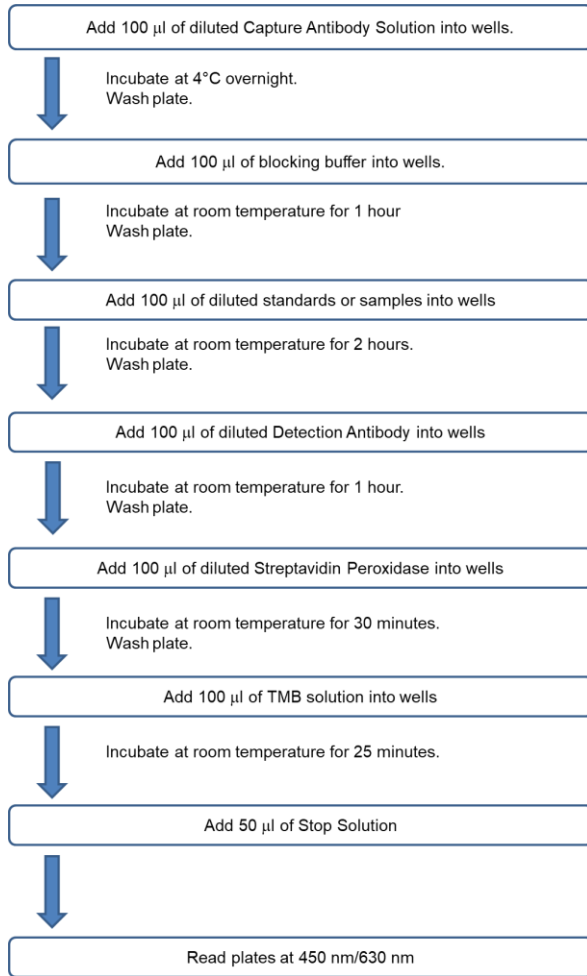 Add 100 µl of diluted Capture Antibody Solution into wells.
Incubate at 4°C overnight.
Wash plate.
Add 100 µl of blocking buffer into wells.
Incubate at room temperature for 1 hour
Wash plate.
Add 100 µl of diluted standards or samples into wells
Incubate at room temperature for 2 hours.
Wash plate.
Add 100 µl of diluted Detection Antibody into wells
Incubate at room temperature for 1 hour.
Wash plate.
Add 100 µl of diluted Streptavidin Peroxidase into wells
Incubate at room temperature for 30 minutes.
Wash plate.
Add 100 µl of TMB solution into wells
Incubate at room temperature for 25 minutes.
Add 50 µl of Stop Solution
Read plates at 450 nm/630 nm